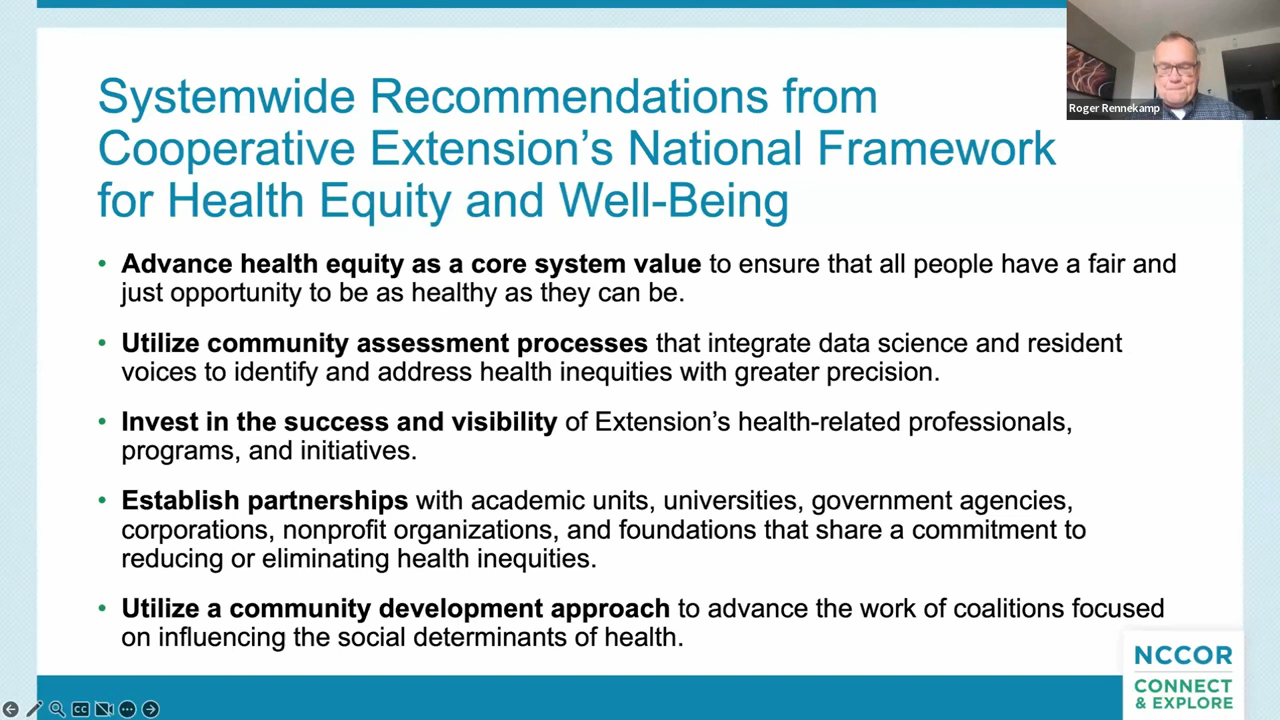 Systemwide Recommendations from
Cooperative Extension’s National Framework
for Health Equity and Well-Being
Roger Rennekamp
• Advance health equity as a core system value to ensure that all people have a fair and
just opportunity to be as healthy as they can be.
• Utilize community assessment processes that integrate data science and resident
voices to identify and address health inequities with greater precision.
• Invest in the success and visibility of Extension’s health-related professionals,
programs, and initiatives.
• Establish partnerships with academic units, universities, government agencies,
corporations, nonprofit organizations, and foundations that share a commitment to
reducing or eliminating health inequities.
• Utilize a community development approach to advance the work of coalitions focused
on influencing the social determinants of health.
NCCOR
CONNECT
& EXPLORE
CC